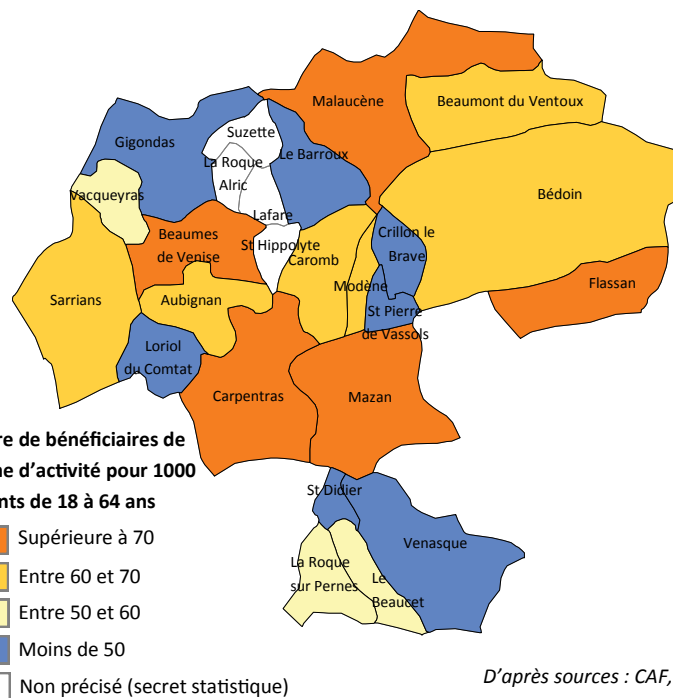 Malaucène
Beaumont du Ventoux
Suzette
Gigondas
Le Barroux
La Roque
Alric
Bédoin
Vacqueyras
Lafare
Beaumes
de Venise
St Hippolyte
Crillon le
Brave
Caromb
Modène
Flassan
Sarrians
Aubignan
St Pierre
de Vassols
Loriol
du Comtat
Carpentras
Mazan
re de bénéficiaires de
e d’activité pour 1000
nts de 18 à 64 ans
St Didier
Venasque
La Roque
sur Pernes
Le
Beaucet
Supérieure à 70
Entre 60 et 70
Entre 50 et 60
Moins de 50
Non précisé (secret statistique)
D’après sources : CAF,